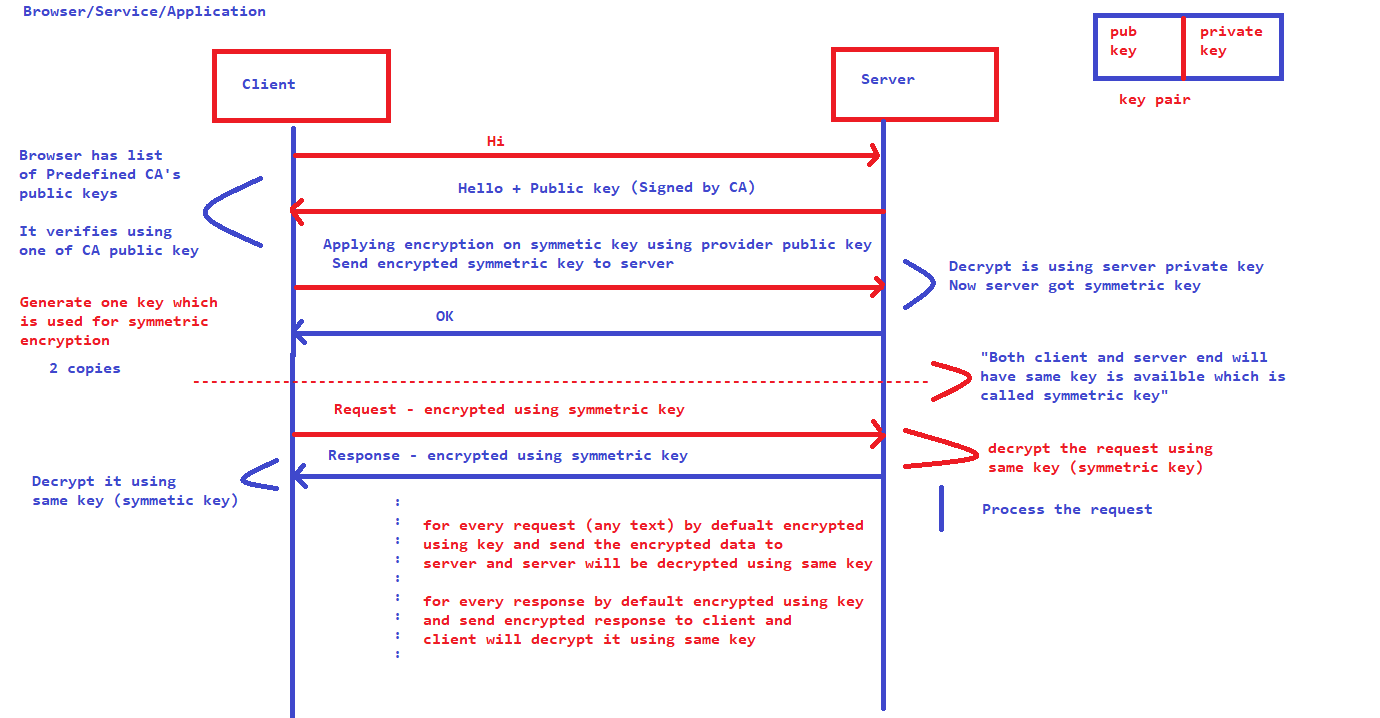 Browser/Service/Application
pub
key
private
key
key pair
Client
Server
Hi
Browser has list
of Predefined CA's
public keys
It verifies using
one of CA public key
Hello + Public key (Signed by CA)
Applying encryption on symmetic key using provider public key
Send encrypted symmetric key to server
Decrypt is using server private key
Now server got symmetric key
Generate one key which
is used for symmetric
encryption
2 copies
OK
"Both client and server end will
have same key is availble which is
called symmetric key"
Request - encrypted using symmetric key
decrypt the request using
same key (symmetric key)
Response - encrypted using symmetric key
Decrypt it using
same key (symmetic key)
Process the request
for every request (any text) by defualt encrypted
using key and send the encrypted data to
server and server will be decrypted using same key
for every response by default encrypted using key
and send encrypted response to client and
client will decrypt it using same key